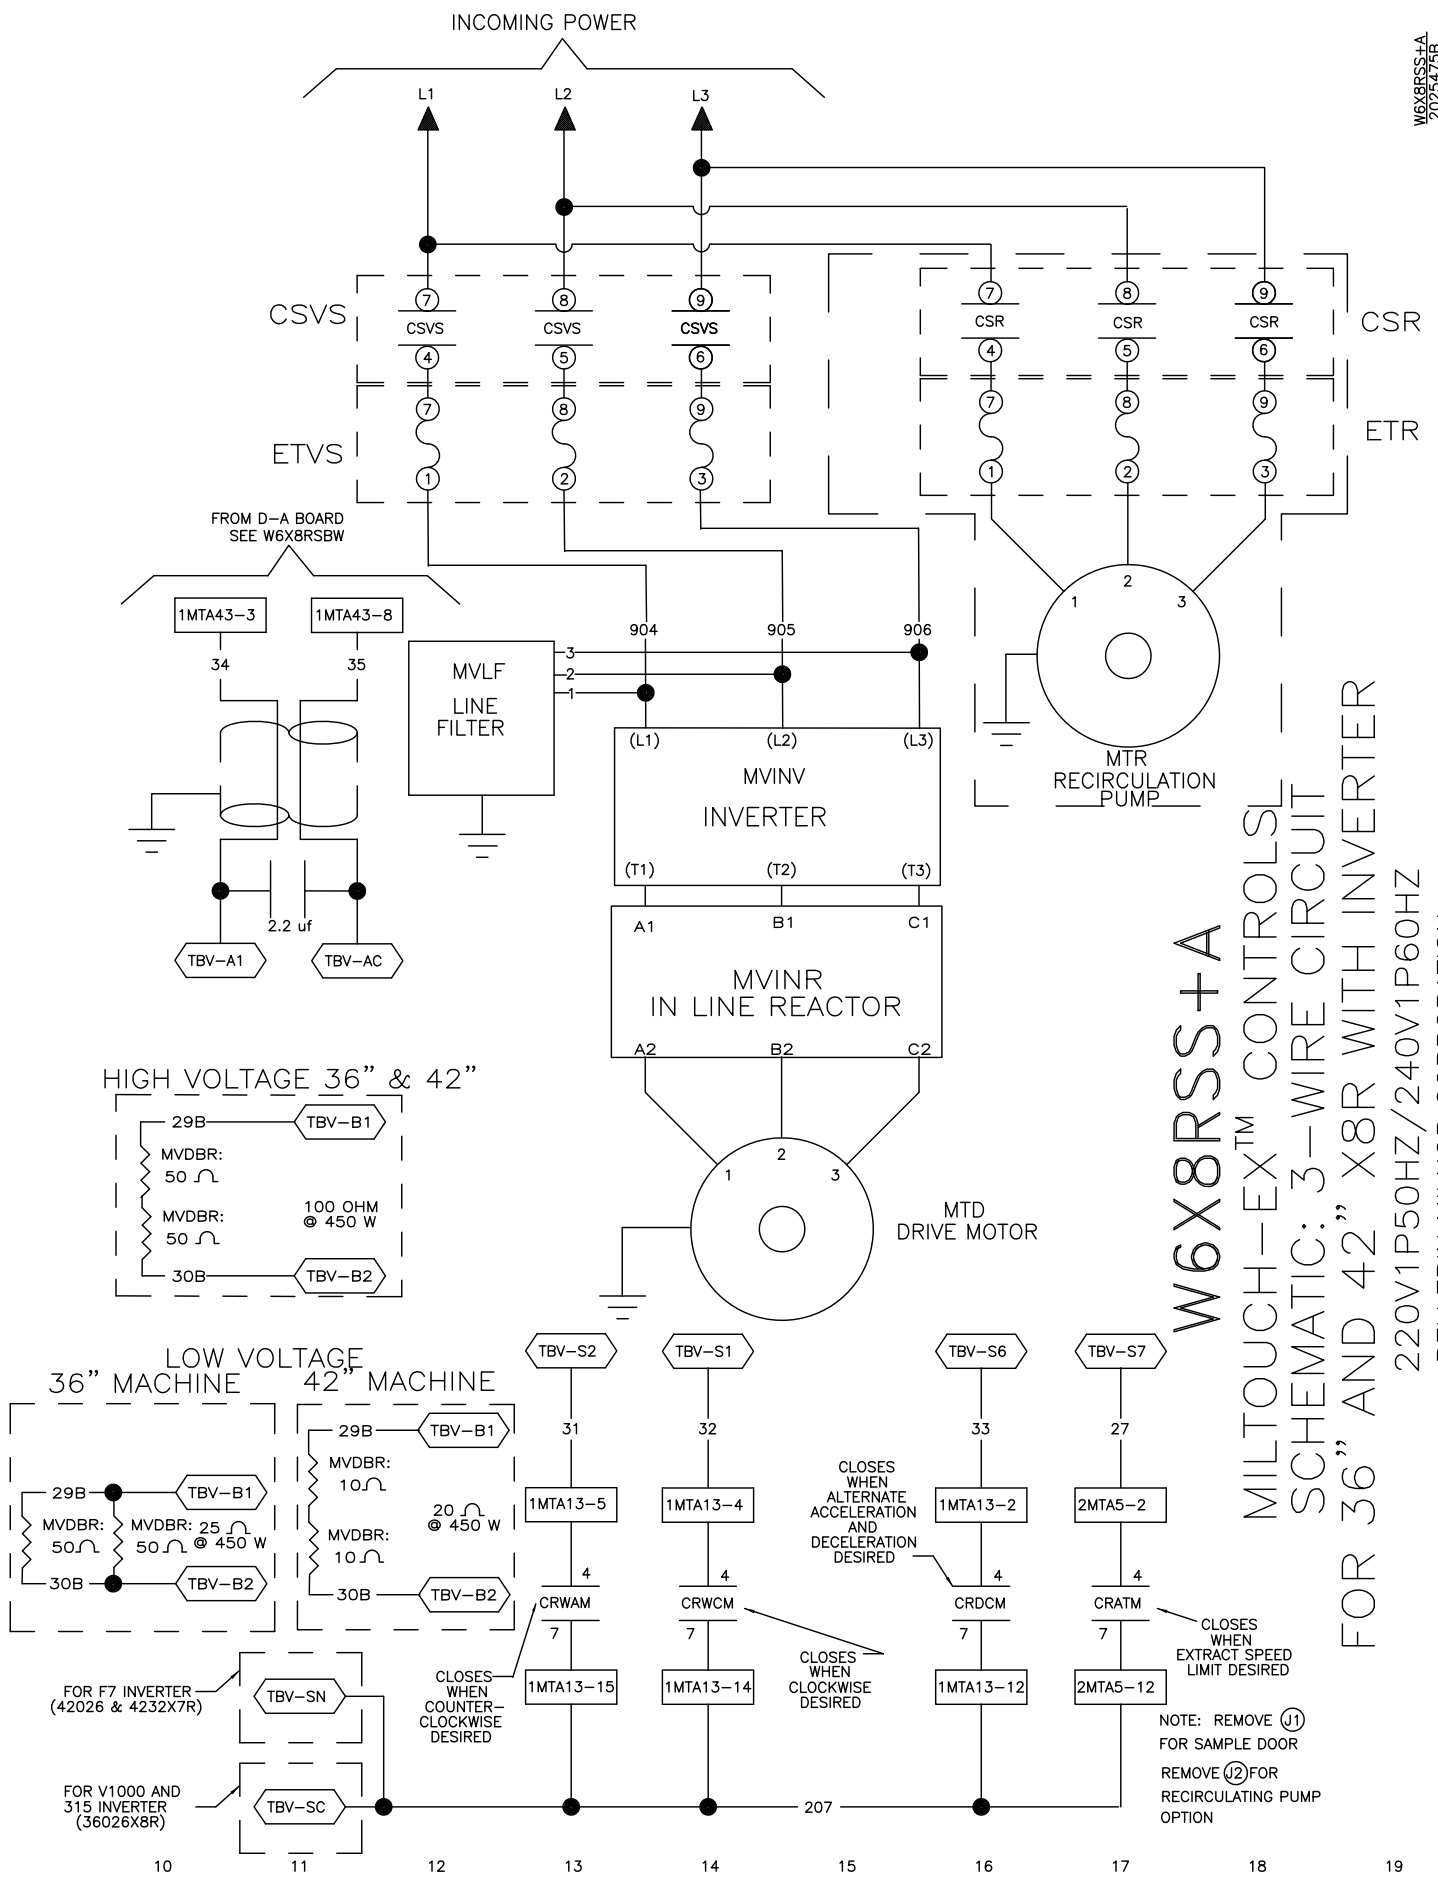 INCOMING POWER
L1
L2
L3
W6X8RSS+A
2025475B
CSVS
7
8
9
CSVS
CSVS
CSVS
4
5
6
7
8
9
CSR
CSR
CSR
4
5
6
CSR
ETVS
7
8
9
1
2
3
7
8
9
1
2
3
ETR
FROM D-A BOARD
SEE W6X8RSBW
1MTA43-3
1MTA43-8
34
35
904
905
906
MVLF
LINE
FILTER
3
2
1
1
2
3
MTR
RECIRCULATION
PUMP
(L1)
(L2)
(L3)
MVINV
INVERTER
(T1)
(T2)
(T3)
2.2 uf
TBV-A1
TBV-AC
A1
B1
C1
MVINR
IN LINE REACTOR
A2
B2
C2
HIGH VOLTAGE 36” & 42”
29B
TBV-B1
MVDBR:
50 Ω
MVDBR:
50 Ω
100 OHM
@ 450 W
30B
TBV-B2
1
2
3
MTD
DRIVE MOTOR
LOW VOLTAGE
36” MACHINE
42” MACHINE
29B
TBV-B1
MVDBR:
50Ω
MVDBR:
50 Ω
25 Ω
@ 450 W
30B
TBV-B2
29B
TBV-B1
MVDBR:
10Ω
MVDBR:
10Ω
20 Ω
@ 450 W
30B
TBV-B2
TBV-S2
TBV-S1
TBV-S6
TBV-S7
31
32
33
27
1MTA13-5
1MTA13-4
1MTA13-2
2MTA5-2
CLOSES
WHEN
ALTERNATE
ACCELERATION
AND
DECELERATION
DESIRED
4
4
4
4
CRWAM
CRWCM
CRDCM
CRATM
7
7
7
7
CLOSES
WHEN
COUNTER-
CLOCKWISE
DESIRED
CLOSES
WHEN
CLOCKWISE
DESIRED
CLOSES
WHEN
EXTRACT SPEED
LIMIT DESIRED
1MTA13-15
1MTA13-14
1MTA13-12
2MTA5-12
FOR F7 INVERTER
(42026 & 4232X7R)
TBV-SN
FOR V1000 AND
315 INVERTER
(36026X8R)
TBV-SC
207
NOTE: REMOVE J1
FOR SAMPLE DOOR
REMOVE J2 FOR
RECIRCULATING PUMP
OPTION
W6X8RSS+A
MILTOUCH-EX™ CONTROLS
SCHEMATIC: 3-WIRE CIRCUIT
FOR 36” AND 42” X8R WITH INVERTER
220V1P50HZ/240V1P60HZ
10
11
12
13
14
15
16
17
18
19